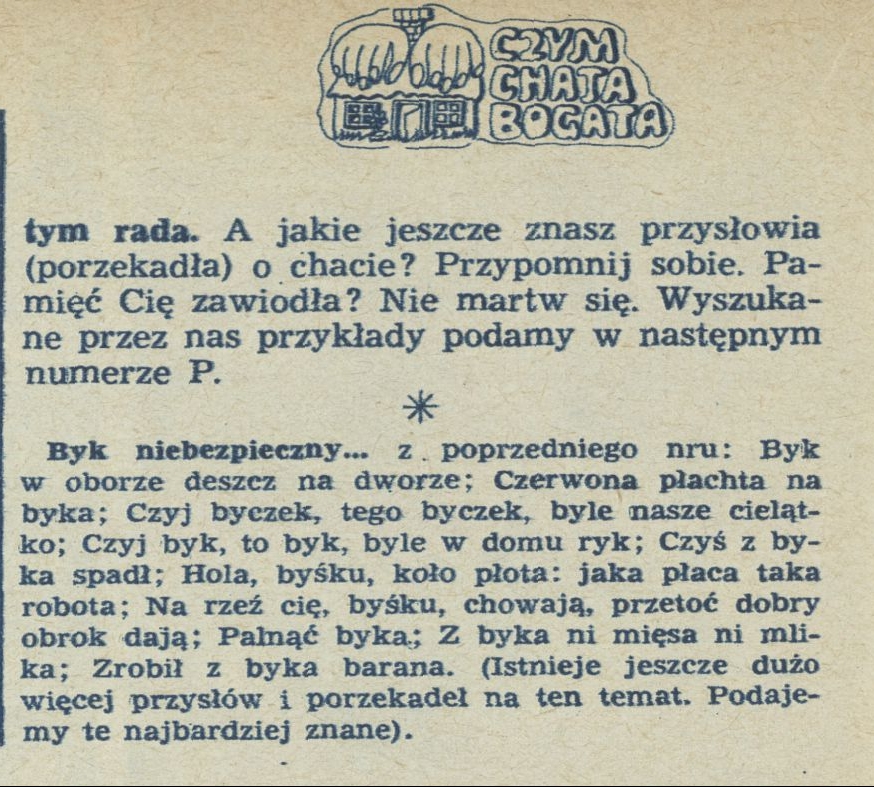 CZYM
CHATA
BOGATA
tym rada. A jakie jeszcze znasz przysłowia
(porzekadła) o chacie? Przypomnij sobie. Pa-
mięć Cię zawiodła? Nie martw się. Wyszuka-
ne przez nas przykłady podamy w następnym
numerze P.
*
Byk niebezpieczny... z poprzedniego nru: Byk
w oborze deszcz na dworze; Czerwona płachta na
byka; Czyj byczek, tego byczek, byle nasze cieląt-
ko; Czyj byk, to byk, byle w domu ryk; Czyś z by-
ka spadł; Hola, byśku, koło płota: jaka płaca taka
robota; Na rzeź cię, byśku, chowają, przetoć dobry
obrok dają; Palnąć byka; Z byka ni mięsa ni mli-
ka; Zrobił z byka barana. (Istnieje jeszcze dużo
więcej przysłów i porzekadeł na ten temat. Podaje-
my te najbardziej znane).